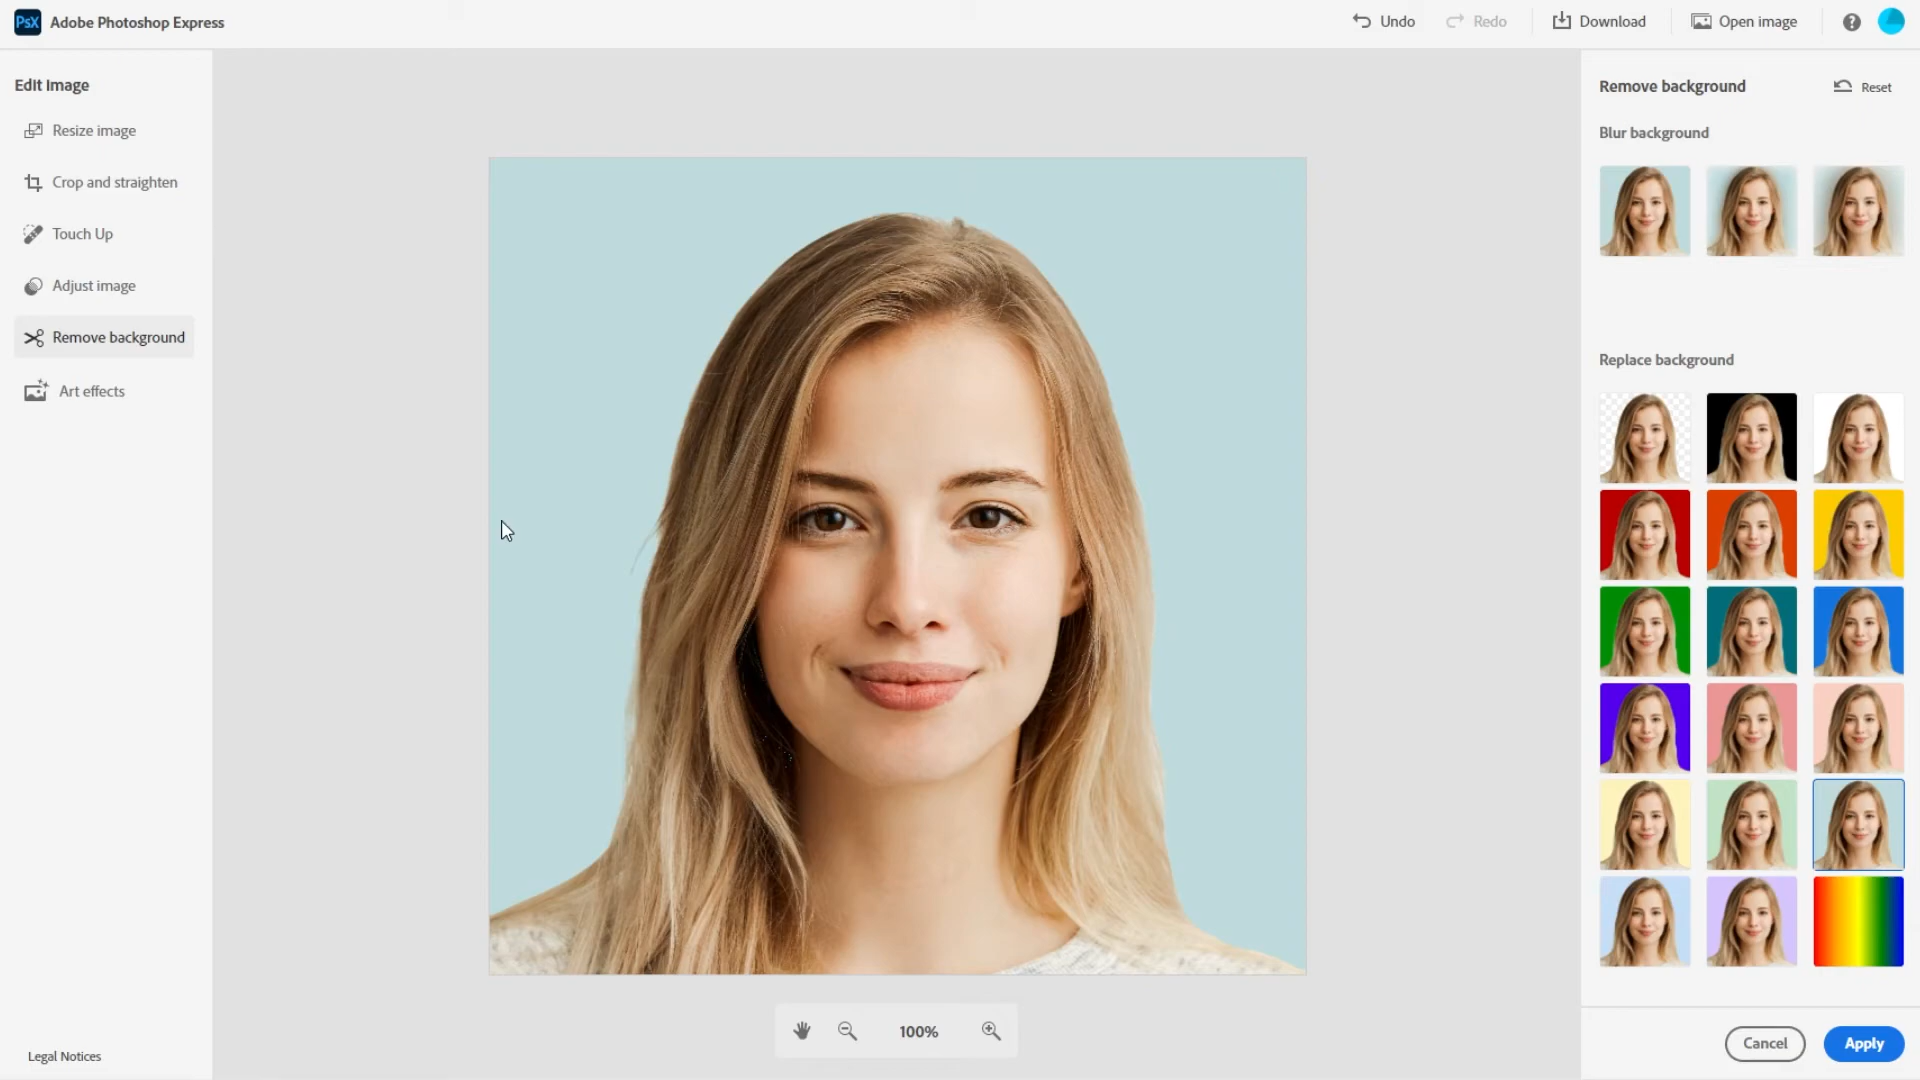 PsX Adobe Photoshop Express
Undo
Redo
Download
Open image
?
Edit Image
Resize image
Crop and straighten
Touch Up
Adjust image
Remove background
Art effects
Legal Notices
100%
Remove background
Reset
Blur background
Replace background
Cancel
Apply